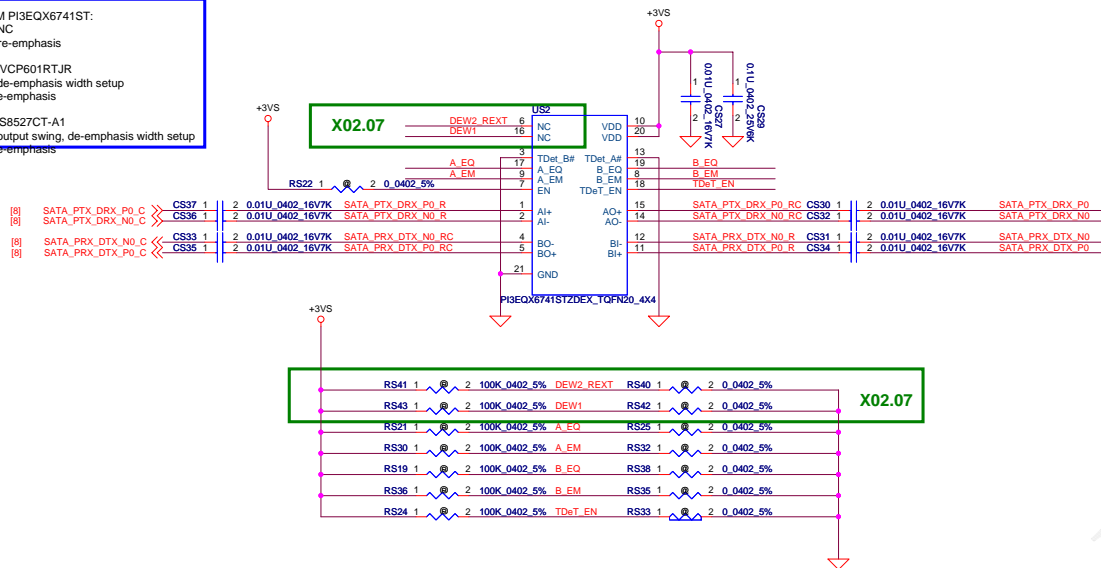 M PI3EQX6741ST:
NC
re-emphasis
VCP601RTJR
de-emphasis width setup
e-emphasis
S8527CT-A1
output swing, de-emphasis width setup
e-emphasis
+3VS
+3VS
X02.07
US2
DEW2_REXT 6 NC VDD 10
DEW1 16 NC VDD 20
1 2 0.01U_0402_16V7K CS27
1 2 0.1U_0402_25V6K CS29
3 TDet_B# TDet_A# 13
A_EQ 17 A_EQ B_EQ 19 B_EQ
A_EM 9 A_EM B_EM 8 B_EM
RS22 1 @ 2 0_0402_5% 7 EN TDeT_EN 18 TDeT_EN
[8] SATA_PTX_DRX_P0_C CS37 1 2 0.01U_0402_16V7K SATA_PTX_DRX_P0_R 1 AI+ AO+ 15 SATA_PTX_DRX_P0_RC CS30 1 2 0.01U_0402_16V7K SATA_PTX_DRX_P0
[8] SATA_PTX_DRX_N0_C CS36 1 2 0.01U_0402_16V7K SATA_PTX_DRX_N0_R 2 AI- AO- 14 SATA_PTX_DRX_N0_RC CS32 1 2 0.01U_0402_16V7K SATA_PTX_DRX_N0
[8] SATA_PRX_DTX_N0_C CS33 1 2 0.01U_0402_16V7K SATA_PRX_DTX_N0_RC 4 BO- BI- 12 SATA_PRX_DTX_N0_R CS31 1 2 0.01U_0402_16V7K SATA_PRX_DTX_N0
[8] SATA_PRX_DTX_P0_C CS35 1 2 0.01U_0402_16V7K SATA_PRX_DTX_P0_RC 5 BO+ BI+ 11 SATA_PRX_DTX_P0_R CS34 1 2 0.01U_0402_16V7K SATA_PRX_DTX_P0
21 GND
PI3EQX6741STZDEX_TQFN20_4X4
+3VS
RS41 1 @ 2 100K_0402_5% DEW2_REXT RS40 1 @ 2 0_0402_5%
X02.07
RS43 1 @ 2 100K_0402_5% DEW1 RS42 1 @ 2 0_0402_5%
RS21 1 @ 2 100K_0402_5% A_EQ RS25 1 @ 2 0_0402_5%
RS30 1 @ 2 100K_0402_5% A_EM RS32 1 @ 2 0_0402_5%
RS19 1 @ 2 100K_0402_5% B_EQ RS38 1 @ 2 0_0402_5%
RS36 1 @ 2 100K_0402_5% B_EM RS35 1 @ 2 0_0402_5%
RS24 1 @ 2 100K_0402_5% TDeT_EN RS33 1 @ 2 0_0402_5%